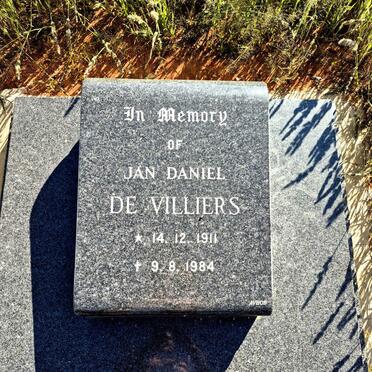 In Memory
OF
JAN DANIEL
DE VILLIERS
★ 14. 12. 1911
✝ 9. 8. 1984